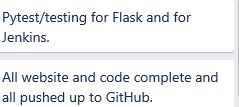 Pytest/testing for Flask and for
Jenkins.
All website and code complete and
all pushed up to GitHub.